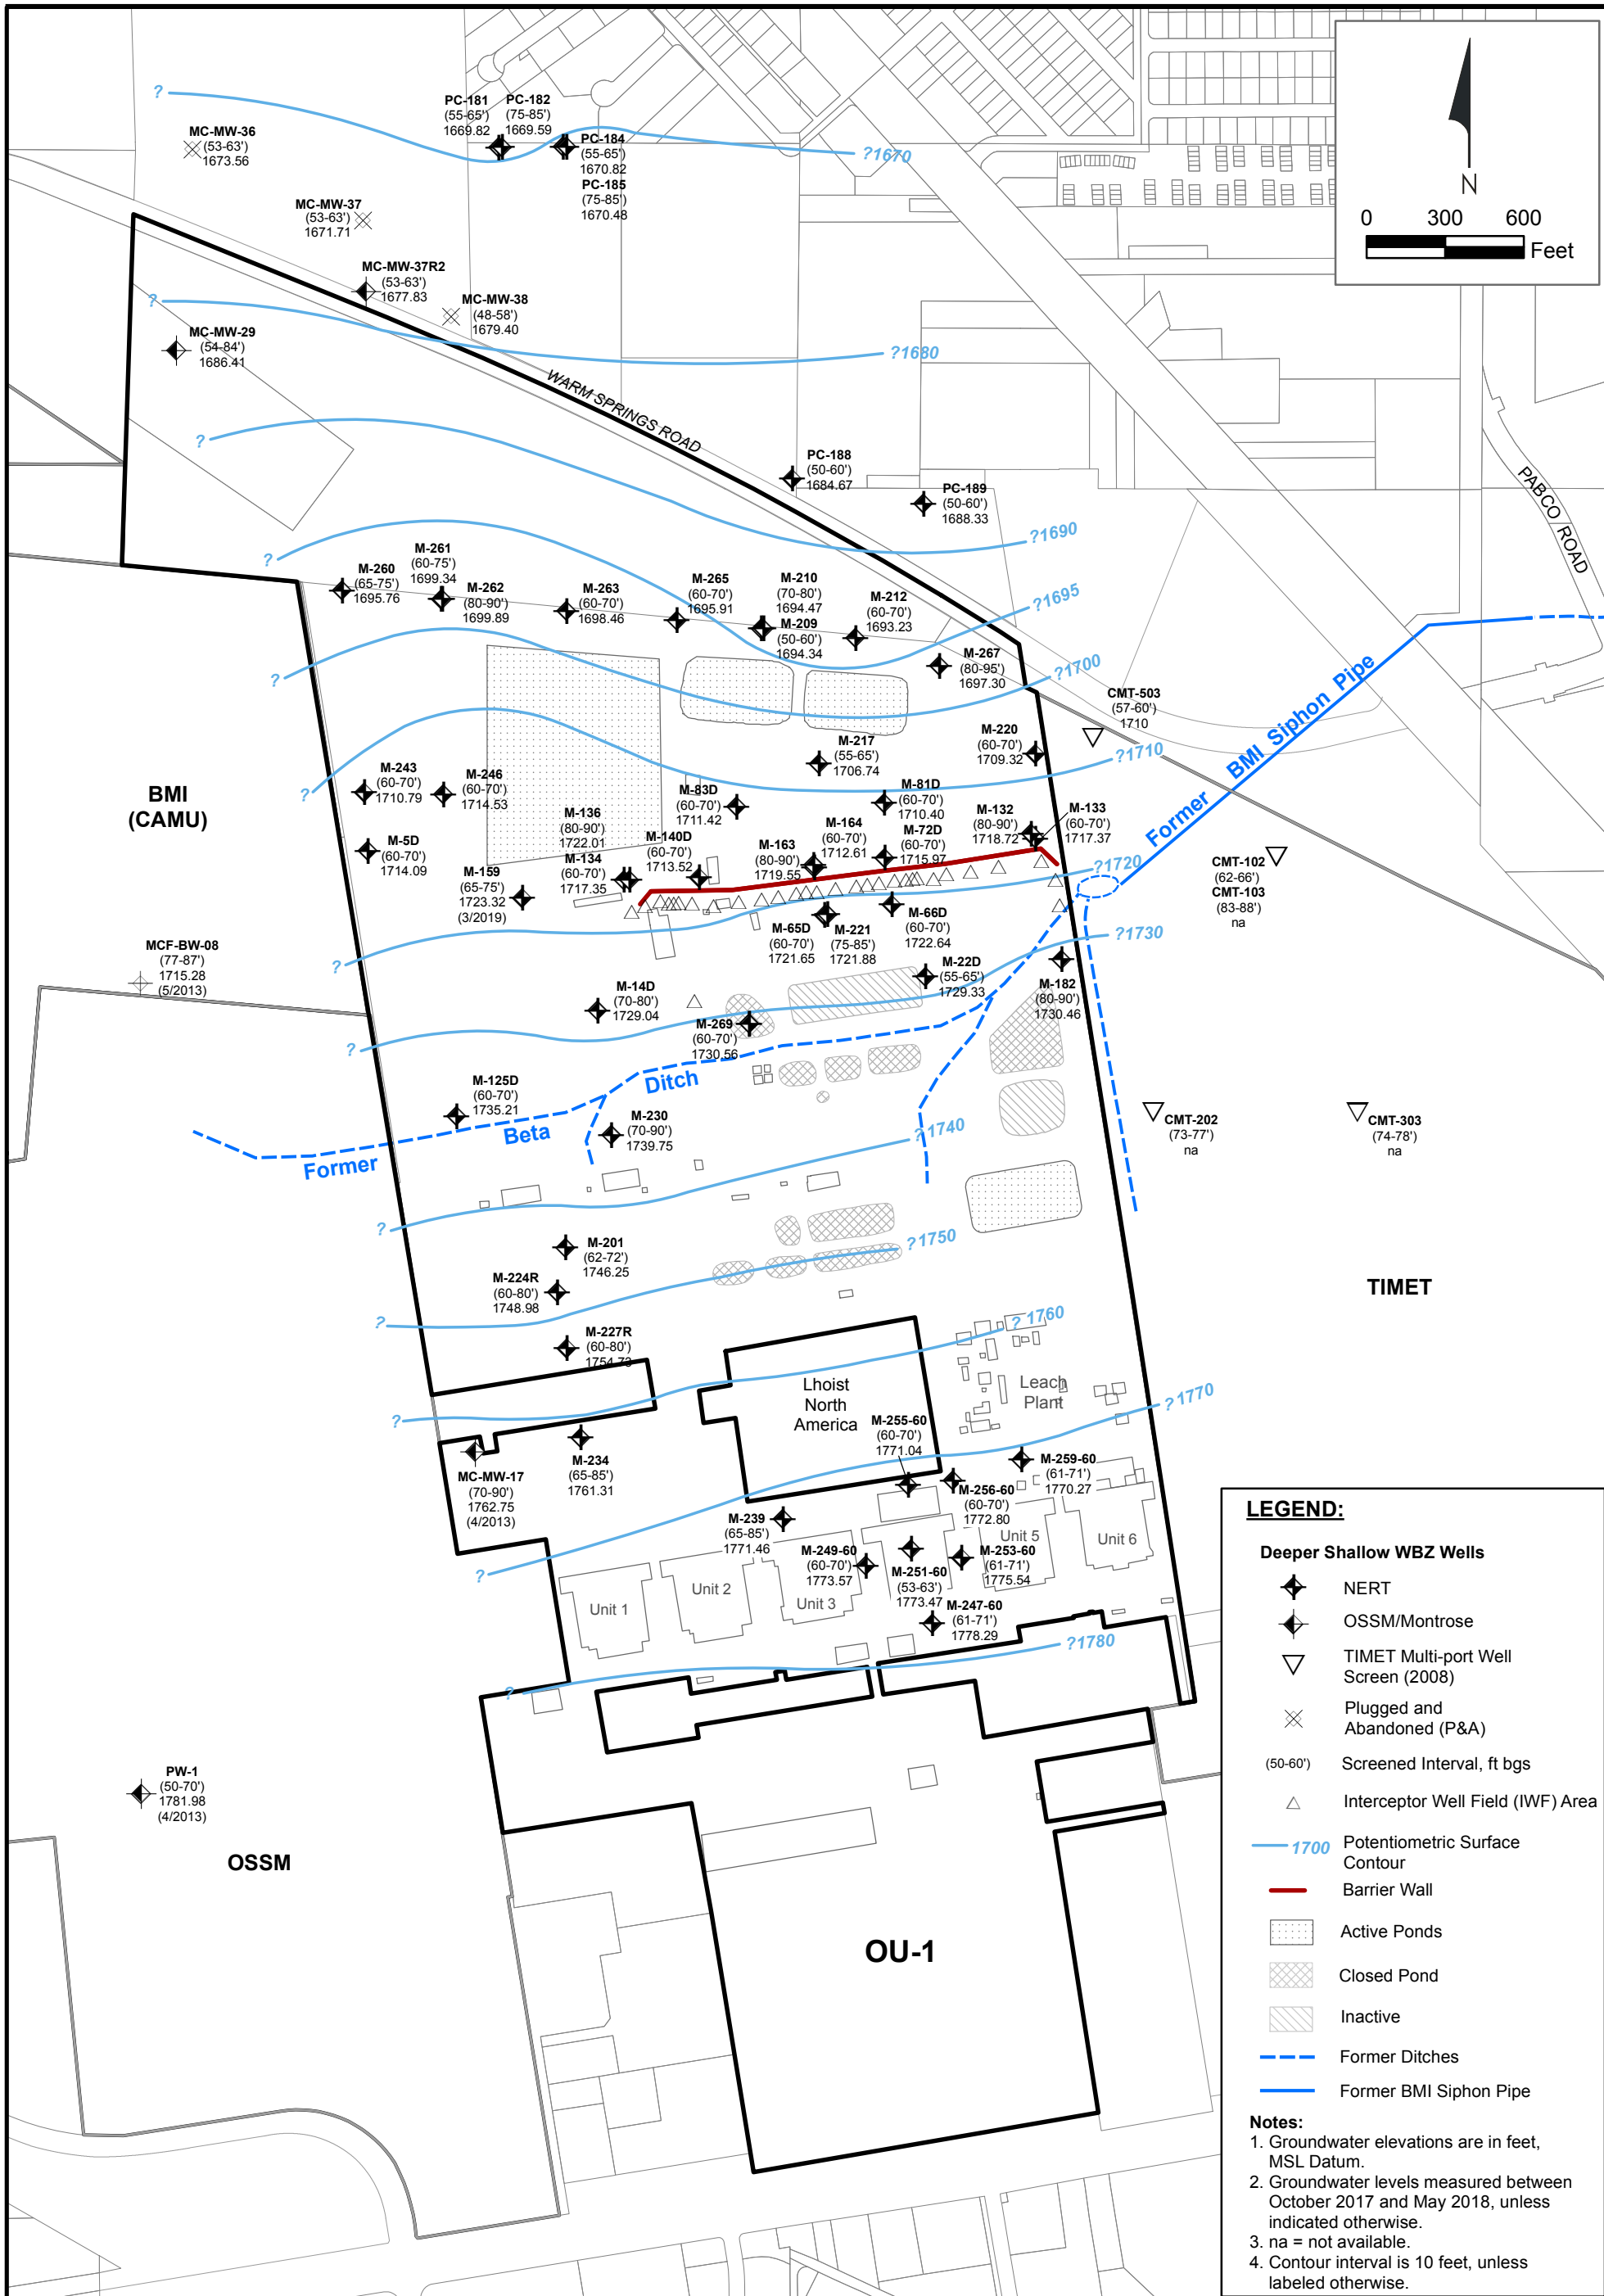 PC-181
(55-65')
1669.82
PC-182
(75-85')
1669.59
PC-184
(55-65')
1670.82
PC-185
(75-85')
1670.48
?
?1670
MC-MW-36
(53-63')
1673.56
MC-MW-37
(53-63')
1671.71
MC-MW-37R2
(53-63')
1677.83
MC-MW-38
(48-58')
1679.40
?
?1680
MC-MW-29
(54-84')
1686.41
WARM SPRINGS ROAD
N
0 300 600
Feet
PABCO ROAD
?
?1690
PC-188
(50-60')
1684.67
PC-189
(50-60')
1688.33
?
?1695
M-260
(65-75')
1695.76
M-261
(60-75')
1699.34
M-262
(80-90')
1699.89
M-263
(60-70')
1698.46
M-265
(60-70')
1695.91
M-210
(70-80')
1694.47
M-209
(50-60')
1694.34
M-212
(60-70')
1693.23
M-267
(80-95')
1697.30
?
?1700
CMT-503
(57-60')
1710
M-220
(60-70')
1709.32
M-217
(55-65')
1706.74
?
?1710
Former BMI Siphon Pipe
BMI
(CAMU)
M-243
(60-70')
1710.79
M-246
(60-70')
1714.53
M-83D
(60-70')
1711.42
M-81D
(60-70')
1710.40
M-136
(80-90')
1722.01
M-140D
(60-70')
1713.52
M-163
(80-90')
1719.55
M-164
(60-70')
1712.61
M-72D
(60-70')
1715.97
M-132
(80-90')
1718.72
M-133
(60-70')
1717.37
M-5D
(60-70')
1714.09
M-159
(65-75')
1723.32
(3/2019)
M-134
(60-70')
1717.35
?
?1720
CMT-102
(62-66')
CMT-103
(83-88')
na
M-65D
(60-70')
1721.65
M-221
(75-85')
1721.88
M-66D
(60-70')
1722.64
MCF-BW-08
(77-87')
1715.28
(5/2013)
M-22D
(55-65')
1729.33
M-182
(80-90')
1730.46
?
?1730
M-14D
(70-80')
1729.04
M-269
(60-70')
1730.56
M-125D
(60-70')
1735.21
M-230
(70-90')
1739.75
Former Beta Ditch
?
?1740
CMT-202
(73-77')
na
CMT-303
(74-78')
na
M-201
(62-72')
1746.25
M-224R
(60-80')
1748.98
?
?1750
TIMET
M-227R
(60-80')
1754.73
?
?1760
Lhoist
North
America
Leach
Plant
M-234
(65-85')
1761.31
MC-MW-17
(70-90')
1762.75
(4/2013)
M-255-60
(60-70')
1771.04
?
?1770
M-259-60
(61-71')
1770.27
M-256-60
(60-70')
1772.80
M-239
(65-85')
1771.46
M-249-60
(60-70')
1773.57
M-251-60
(53-63')
1773.47
M-253-60
(61-71')
1775.54
M-247-60
(61-71')
1778.29
Unit 1
Unit 2
Unit 3
Unit 5
Unit 6
?
?1780
PW-1
(50-70')
1781.98
(4/2013)
OSSM
OU-1
LEGEND:
Deeper Shallow WBZ Wells
NERT
OSSM/Montrose
TIMET Multi-port Well
Screen (2008)
Plugged and
Abandoned (P&A)
(50-60') Screened Interval, ft bgs
Interceptor Well Field (IWF) Area
1700 Potentiometric Surface
Contour
Barrier Wall
Active Ponds
Closed Pond
Inactive
Former Ditches
Former BMI Siphon Pipe
Notes:
1. Groundwater elevations are in feet,
MSL Datum.
2. Groundwater levels measured between
October 2017 and May 2018, unless
indicated otherwise.
3. na = not available.
4. Contour interval is 10 feet, unless
labeled otherwise.